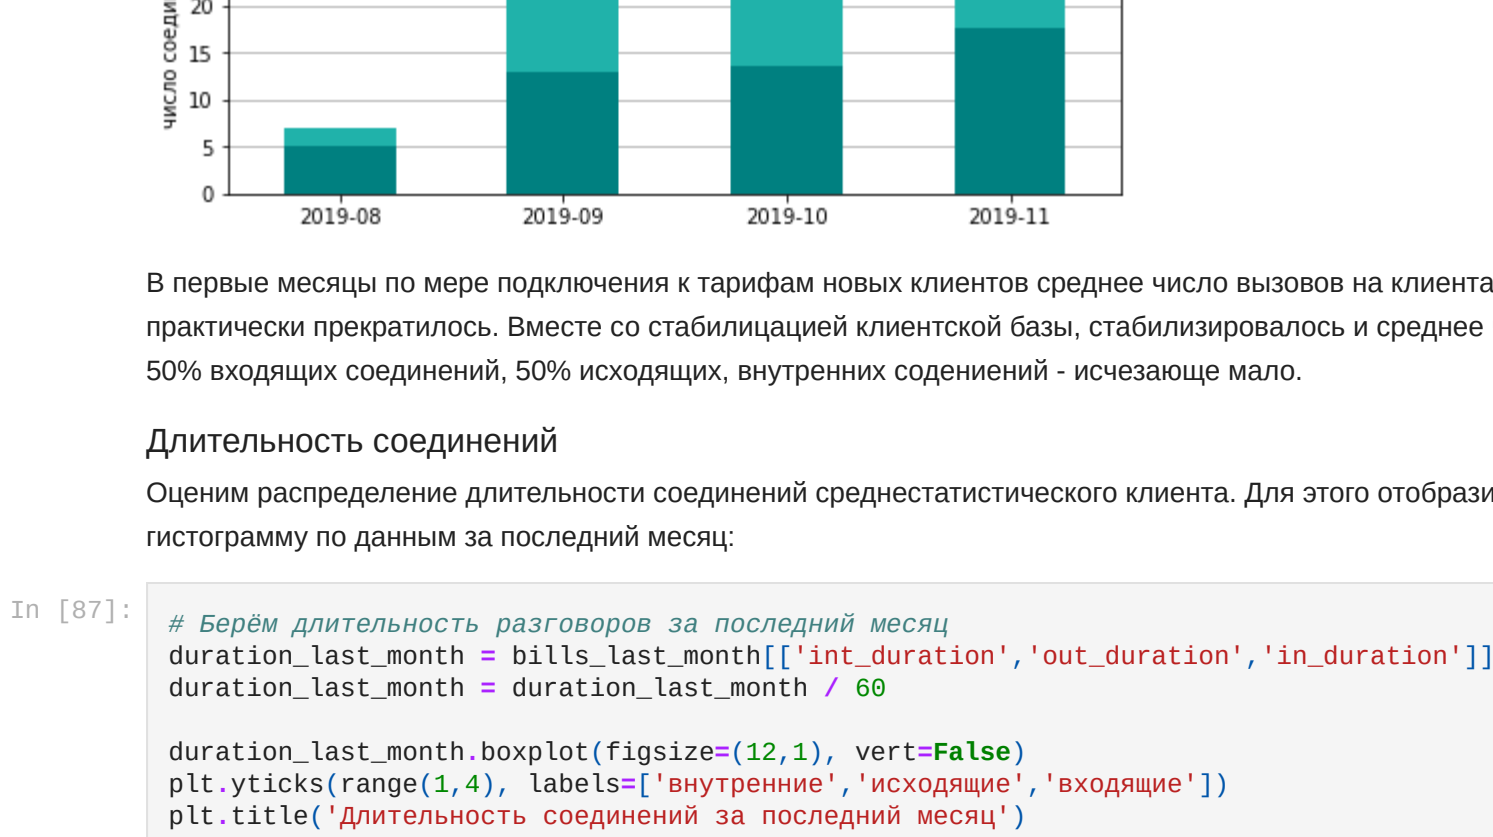 20
число соеди
15
10
5
0
2019-08 2019-09 2019-10 2019-11
В первые месяцы по мере подключения к тарифам новых клиентов среднее число вызовов на клиента
практически прекратилось. Вместе со стабилицацией клиентской базы, стабилизировалось и среднее
50% входящих соединений, 50% исходящих, внутренних содениений - исчезающе мало.
Длительность соединений
Оценим распределение длительности соединений среднестатистического клиента. Для этого отобрази
гистограмму по данным за последний месяц:
In [87]:
# Берём длительность разговоров за последний месяц
duration_last_month = bills_last_month[['int_duration','out_duration','in_duration']]
duration_last_month = duration_last_month / 60
duration_last_month.boxplot(figsize=(12,1), vert=False)
plt.yticks(range(1,4), labels=['внутренние','исходящие','входящие'])
plt.title('Длительность соединений за последний месяц')